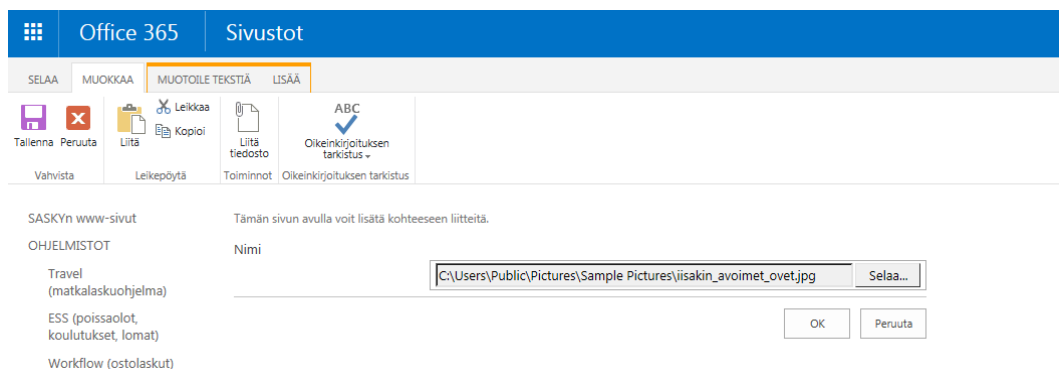 Office 365 Sivustot
SELAA MUOKKAA MUOTOILE TEKSTIÄ LISÄÄ
Tallenna Peruuta Liitä Leikkaa Kopioi Liitä tiedosto ABC Oikeinkirjoituksen tarkistus
Vahvista Leikepöytä Toiminnot Oikeinkirjoituksen tarkistus
SASKYn www-sivut
OHJELMISTOT
Travel
(matkalaskuohjelma)
ESS (poissaolot,
koulutukset, lomat)
Workflow (ostolaskut)
Tämän sivun avulla voit lisätä kohteeseen liitteitä.
Nimi
C:\Users\Public\Pictures\Sample Pictures\iisakin_avoimet_ovet.jpg Selaa...
OK Peruuta